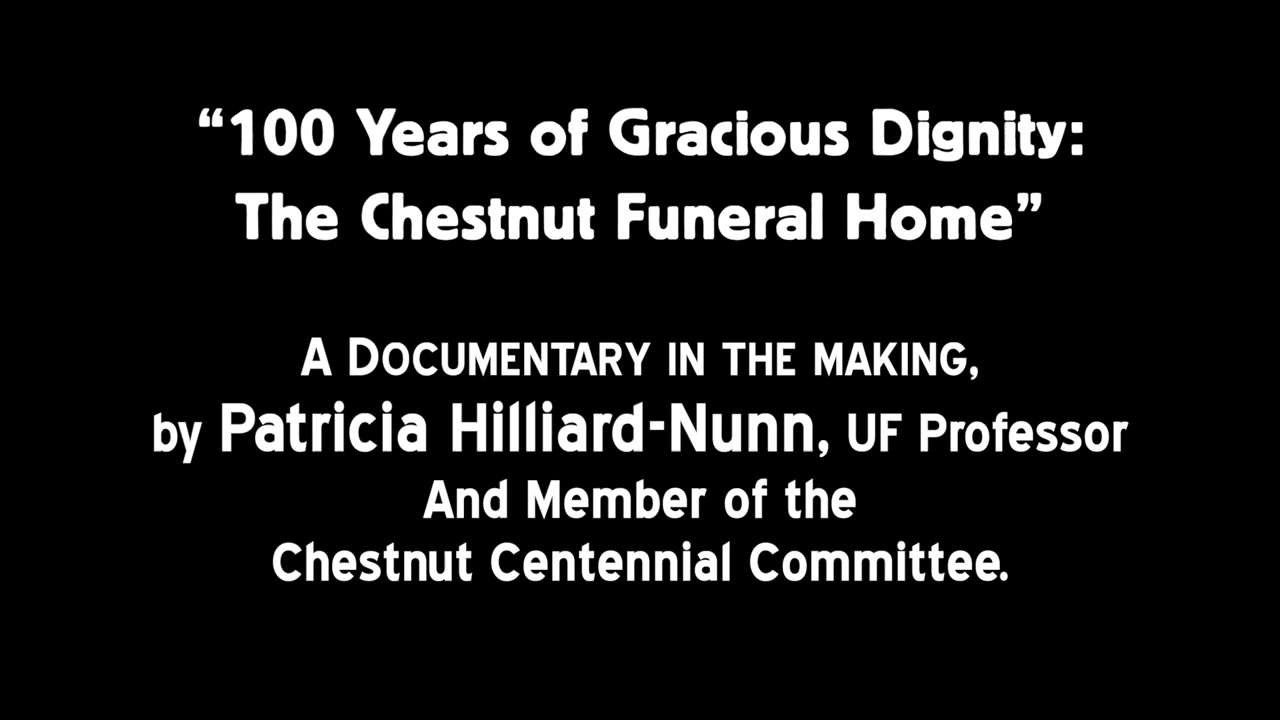 “100 Years of Gracious Dignity:
The Chestnut Funeral Home”
A DOCUMENTARY IN THE MAKING,
by Patricia Hilliard-Nunn, UF Professor
And Member of the
Chestnut Centennial Committee.